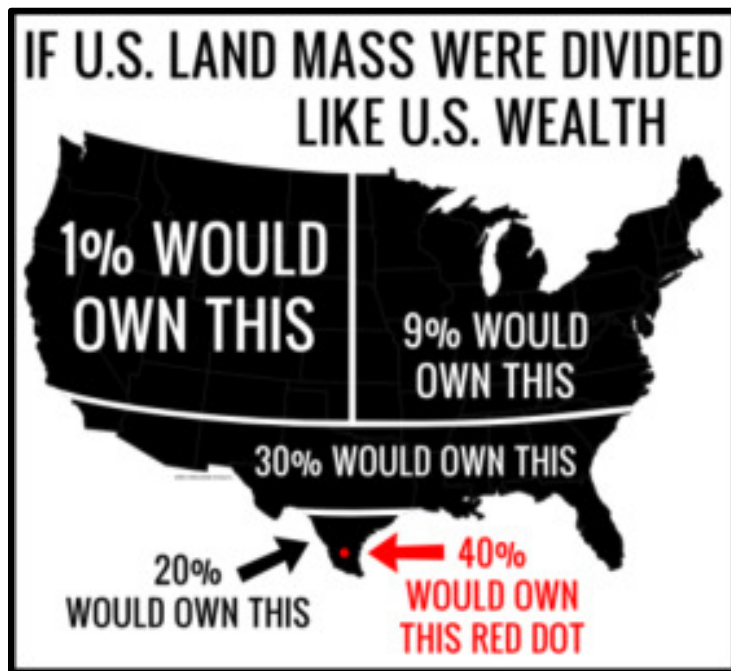 IF U.S. LAND MASS WERE DIVIDED
LIKE U.S. WEALTH
1% WOULD
OWN THIS
9% WOULD
OWN THIS
30% WOULD OWN THIS
20%
WOULD OWN THIS
40%
WOULD OWN
THIS RED DOT